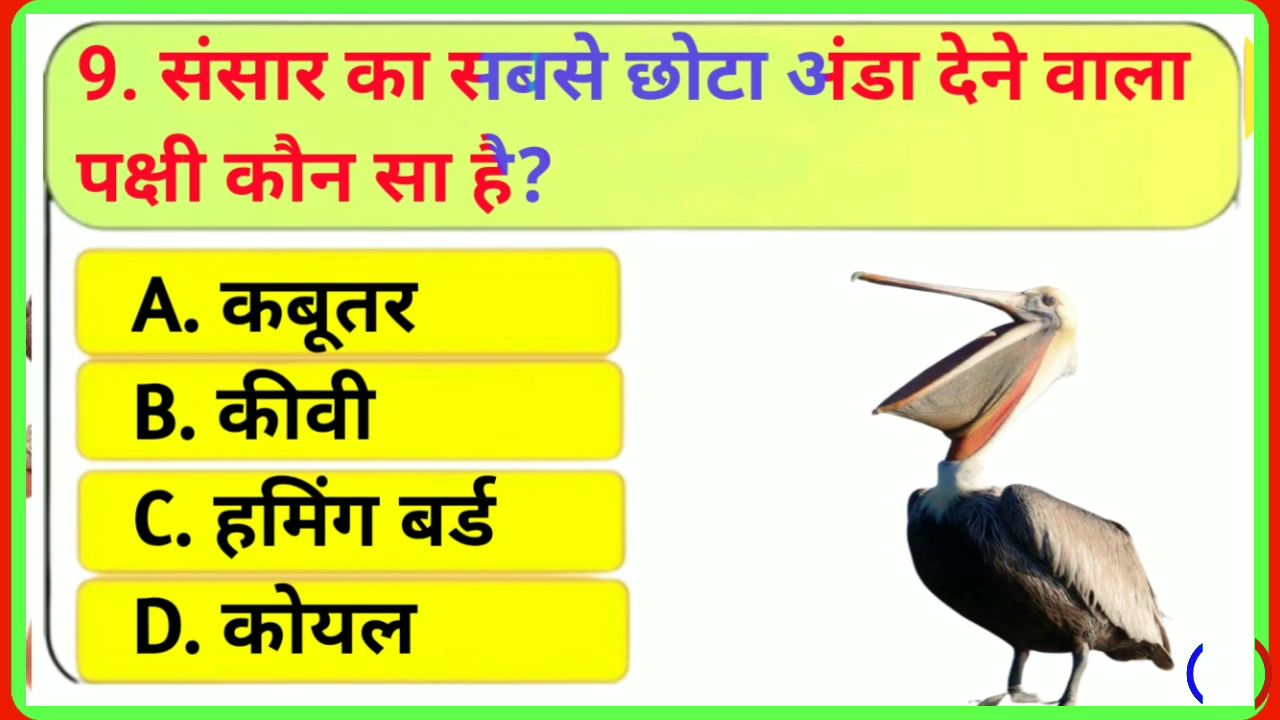 9. संसार का सबसे छोटा अंडा देने वाला
पक्षी कौन सा है?
A. कबूतर
B. कीवी
C. हमिंग बर्ड
D. कोयल